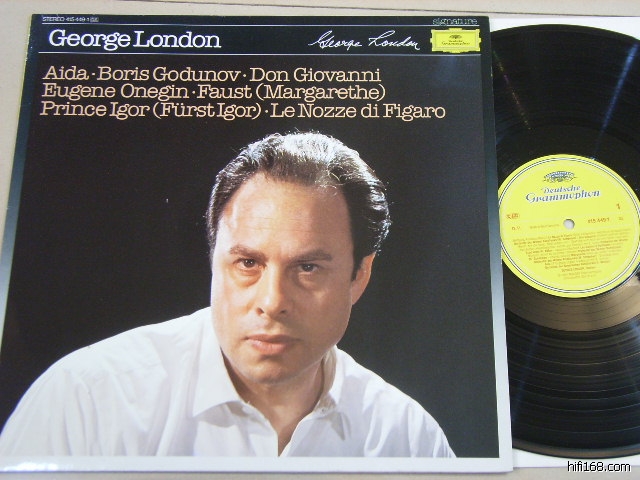 STEREO 415 449-1
signature
George London
George London
Deutsche
Grammophon
Aida · Boris Godunov · Don Giovanni
Eugene Onegin · Faust (Margarethe)
Prince Igor (Fürst Igor) · Le Nozze di Figaro
Deutsche
Grammophon
1
415 449-1
hifi168.com